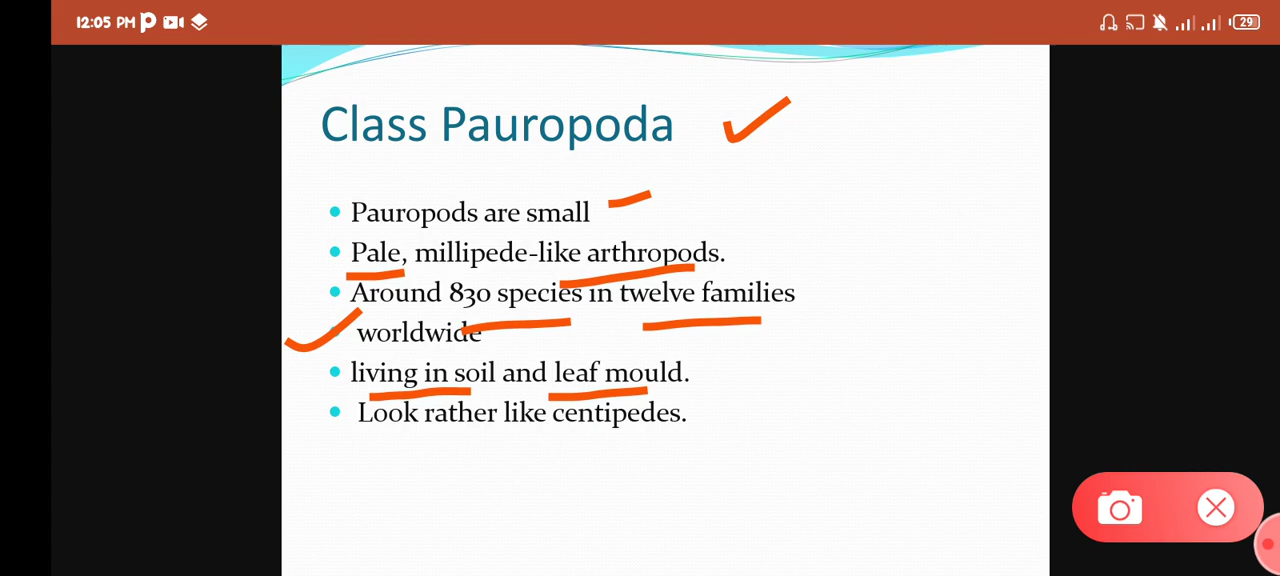 12:05 PM
29
Class Pauropoda
Pauropods are small
Pale, millipede-like arthropods.
Around 830 species in twelve families
worldwide
living in soil and leaf mould.
Look rather like centipedes.